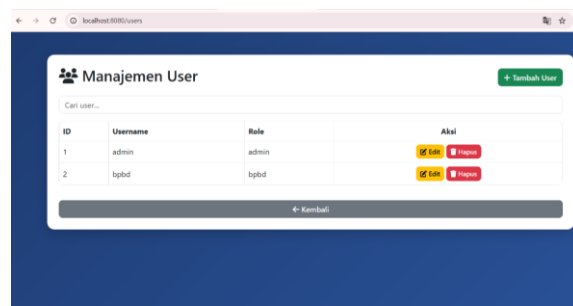 localhost:8080/users
Manajemen User
+ Tambah User
Cari user...
ID Username Role Aksi
1 admin admin Edit Hapus
2 bpbd bpbd Edit Hapus
← Kembali